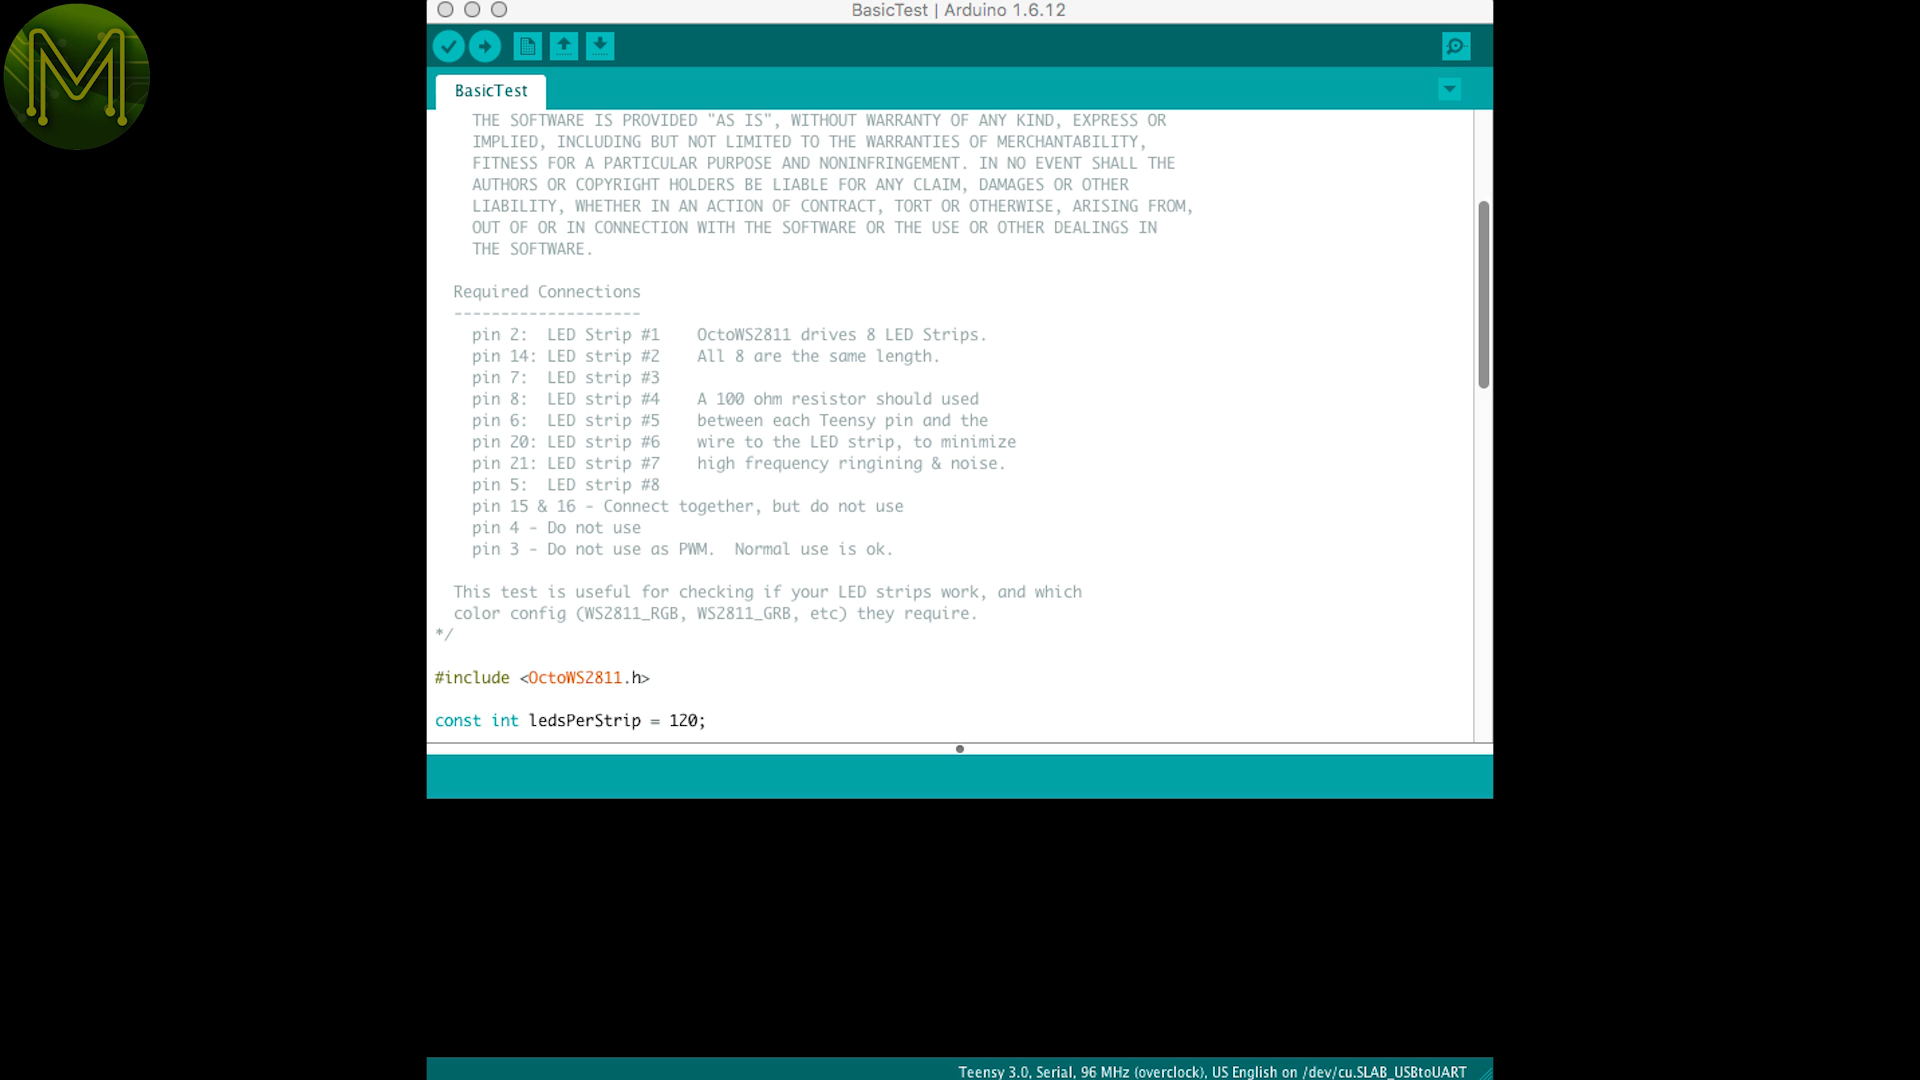 M
BasicTest | Arduino 1.6.12
BasicTest
THE SOFTWARE IS PROVIDED "AS IS", WITHOUT WARRANTY OF ANY KIND, EXPRESS OR
IMPLIED, INCLUDING BUT NOT LIMITED TO THE WARRANTIES OF MERCHANTABILITY,
FITNESS FOR A PARTICULAR PURPOSE AND NONINFRINGEMENT. IN NO EVENT SHALL THE
AUTHORS OR COPYRIGHT HOLDERS BE LIABLE FOR ANY CLAIM, DAMAGES OR OTHER
LIABILITY, WHETHER IN AN ACTION OF CONTRACT, TORT OR OTHERWISE, ARISING FROM,
OUT OF OR IN CONNECTION WITH THE SOFTWARE OR THE USE OR OTHER DEALINGS IN
THE SOFTWARE.
Required Connections
--------------------
pin 2:  LED Strip #1    OctoWS2811 drives 8 LED Strips.
pin 14: LED strip #2    All 8 are the same length.
pin 7:  LED strip #3
pin 8:  LED strip #4    A 100 ohm resistor should used
pin 6:  LED strip #5    between each Teensy pin and the
pin 20: LED strip #6    wire to the LED strip, to minimize
pin 21: LED strip #7    high frequency ringining & noise.
pin 5:  LED strip #8
pin 15 & 16 - Connect together, but do not use
pin 4 - Do not use
pin 3 - Do not use as PWM.  Normal use is ok.
This test is useful for checking if your LED strips work, and which
color config (WS2811_RGB, WS2811_GRB, etc) they require.
*/
#include <OctoWS2811.h>
const int ledsPerStrip = 120;
Teensy 3.0, Serial, 96 MHz (overclock), US English on /dev/cu.SLAB_USBtoUART